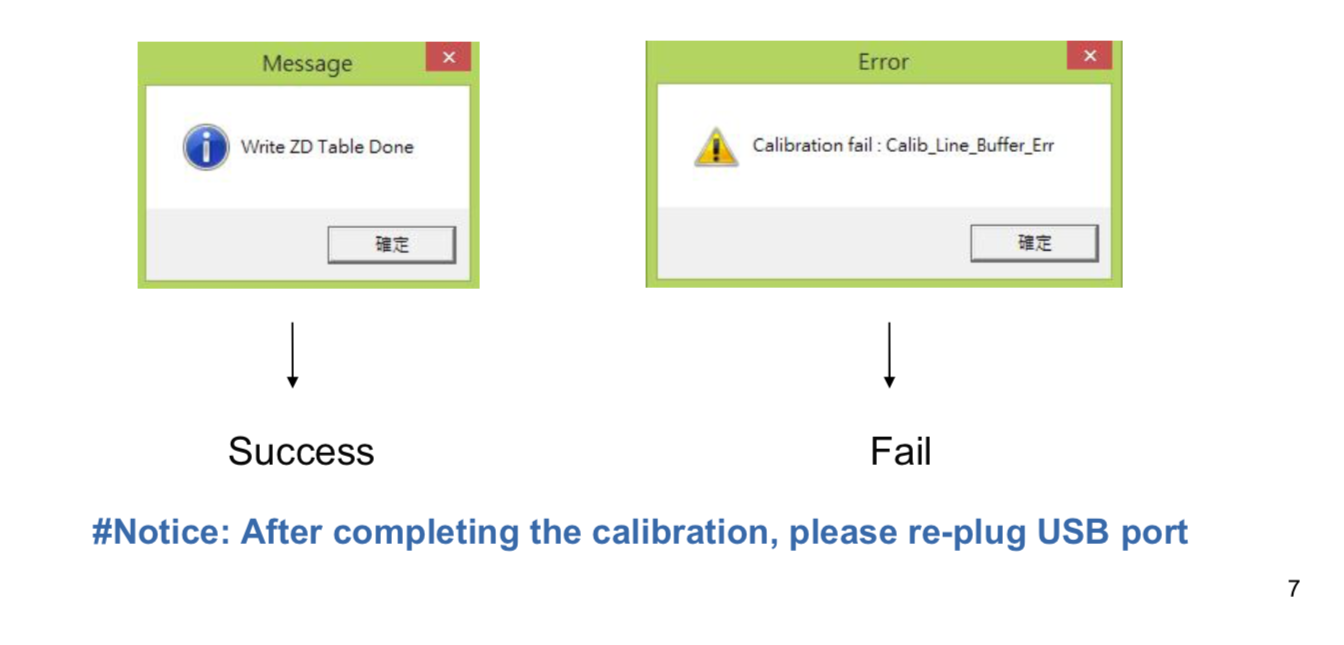 Message
×
Write ZD Table Done
確定
Error
×
Calibration fail : Calib_Line_Buffer_Err
確定
Success
Fail
#Notice: After completing the calibration, please re-plug USB port
7